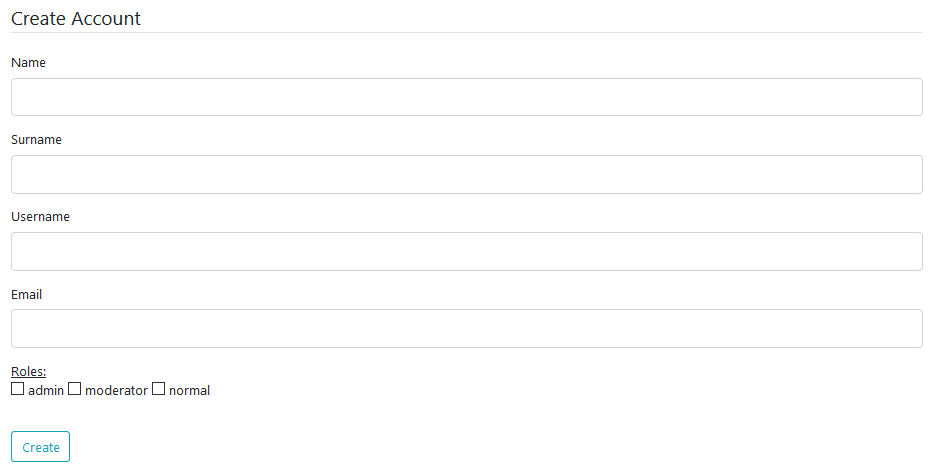 Create Account
Name
Surname
Username
Email
Roles:
admin moderator normal
Create